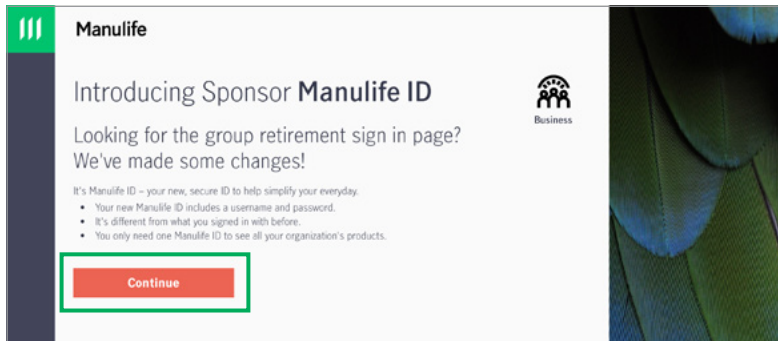 Manulife
Introducing Sponsor Manulife ID
Business
Looking for the group retirement sign in page?
We've made some changes!
It's Manulife ID – your new, secure ID to help simplify your everyday.
• Your new Manulife ID includes a username and password.
• It's different from what you signed in with before.
• You only need one Manulife ID to see all your organization's products.
Continue